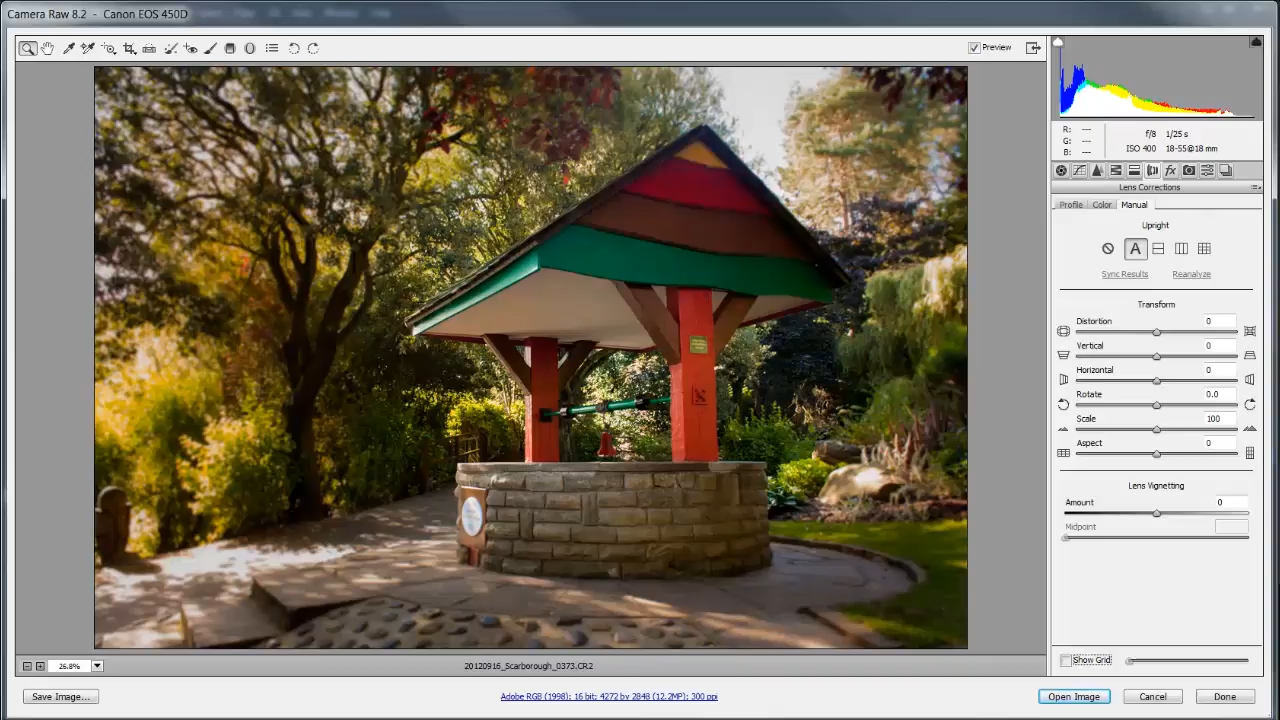 Camera Raw 8.2 - Canon EOS 450D
Preview
R: ---
G: ---
B: ---
f/8 1/25 s
ISO 400 18-55@18 mm
Lens Corrections
Profile Color Manual
Upright
A
Sync Results Reanalyze
Transform
Distortion 0
Vertical 0
Horizontal 0
Rotate 0.0
Scale 100
Aspect 0
Lens Vignetting
Amount 0
Midpoint
Show Grid
26.8%
20120916_Scarborough_0373.CR2
Save Image...
Adobe RGB (1998); 16 bit; 4272 by 2848 (12.2MP); 300 ppi
Open Image Cancel Done